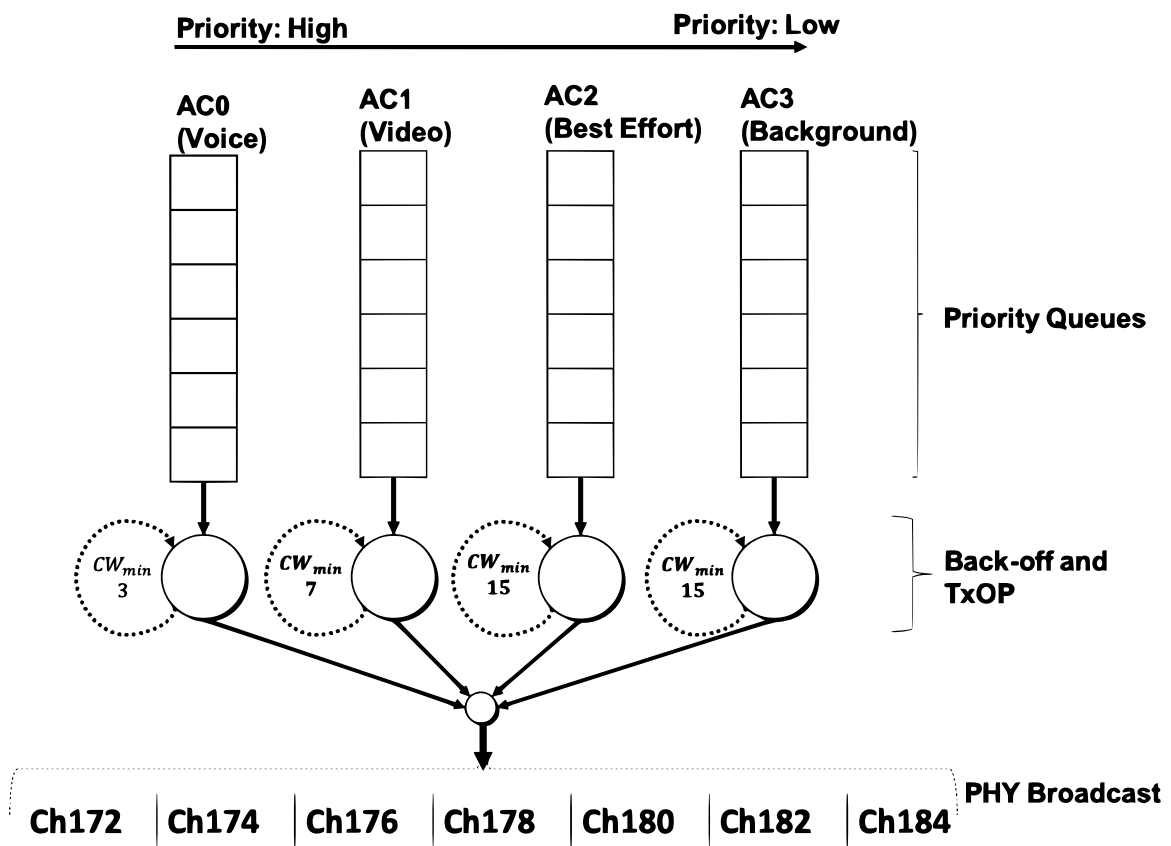 Priority: High
Priority: Low
AC0
(Voice)
AC1
(Video)
AC2
(Best Effort)
AC3
(Background)
Priority Queues
CWmin
3
CWmin
7
CWmin
15
CWmin
15
Back-off and
TxOP
PHY Broadcast
Ch172
Ch174
Ch176
Ch178
Ch180
Ch182
Ch184